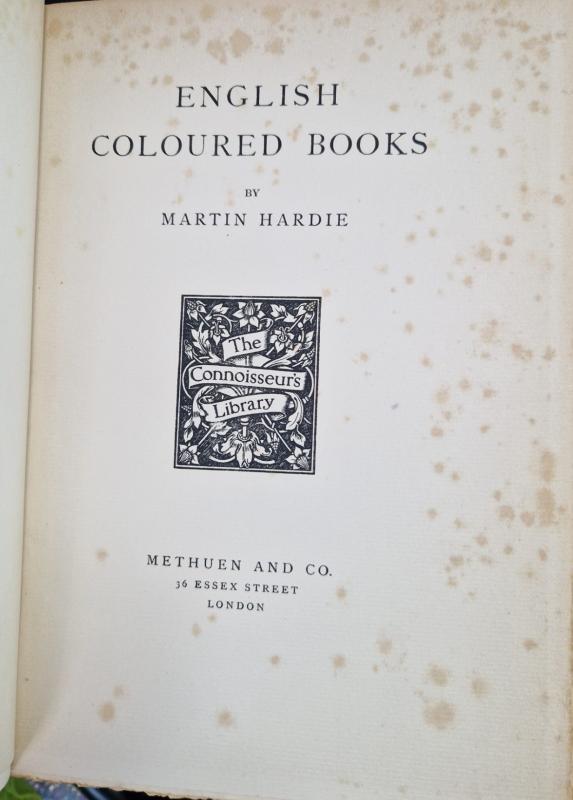 ENGLISH
COLOURED BOOKS
BY
MARTIN HARDIE
The
Connoisseur's
Library
METHUEN AND CO.
36 ESSEX STREET
LONDON